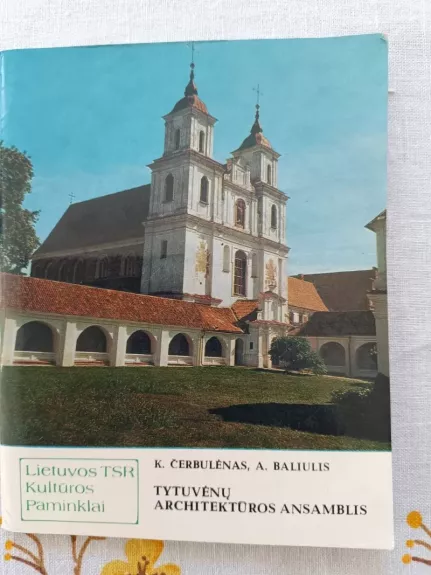 Lietuvos TSR
Kultūros
Paminklai
K. ČERBULĖNAS, A. BALIULIS
TYTUVĖNŲ
ARCHITEKTŪROS ANSAMBLIS